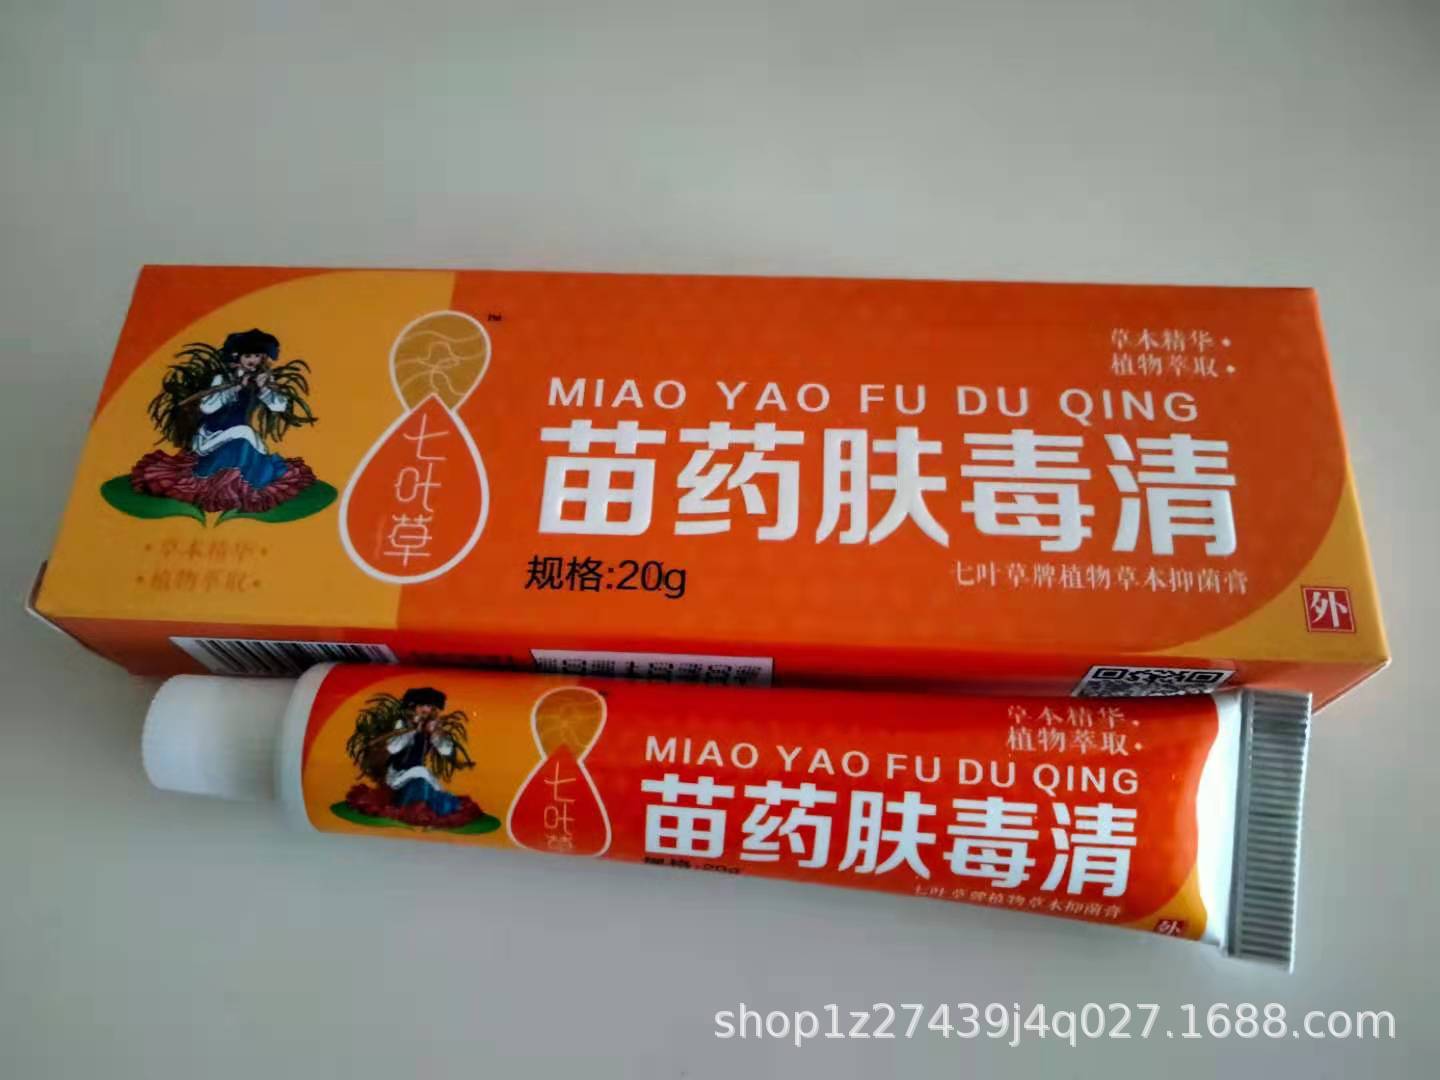 TM
草本精华
植物萃取
MIAO YAO FU DU QING
七叶草
苗药肤毒清
草本精华
植物萃取
规格:20g
七叶草牌植物草本抑菌膏
外
草本精华
植物萃取
MIAO YAO FU DU QING
七叶草
苗药肤毒清
规格:20g
七叶草牌植物草本抑菌膏
外
shop1z27439j4q027.1688.com